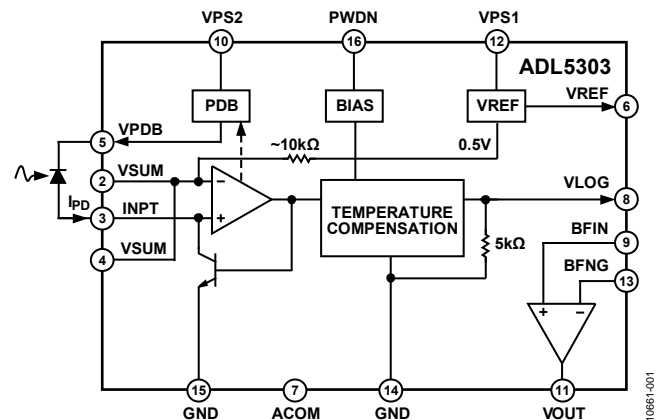 VPS2 PWDN VPS1
10 16 12
ADL5303
PDB BIAS VREF
VREF
6
VPDB
5
~10kΩ
0.5V
VSUM
2
−
IPD
INPT
3
+
VSUM
4
TEMPERATURE
COMPENSATION
VLOG
8
5kΩ
BFIN
9
BFNG
13
+ −
15 7 14 11
GND ACOM GND VOUT
10661-001